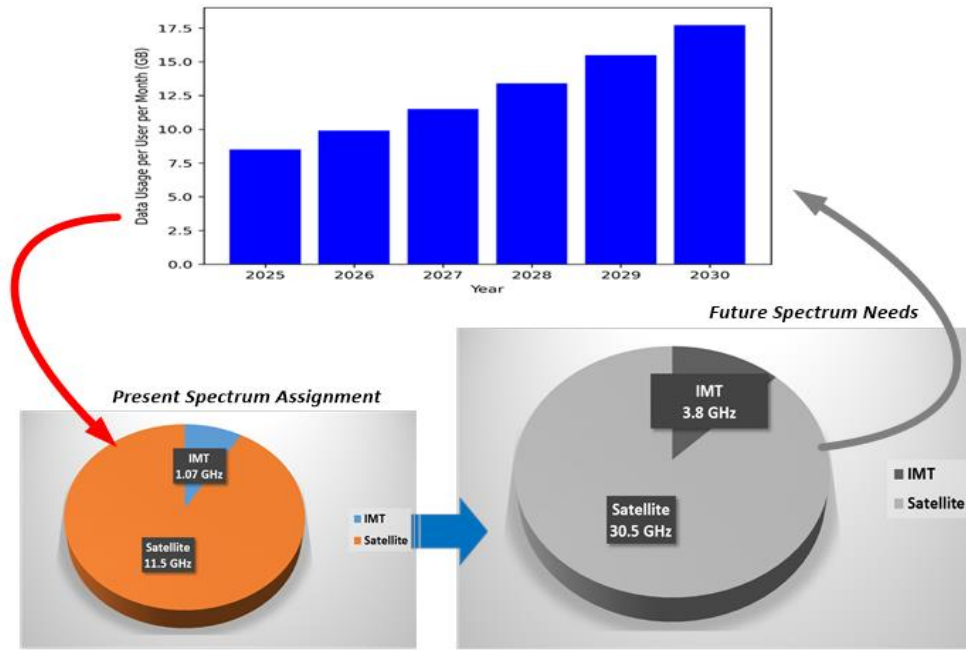 Data Usage per User per Month (GB)
17.5
15.0
12.5
10.0
7.5
5.0
2.5
0.0
2025 2026 2027 2028 2029 2030
Year
Present Spectrum Assignment
IMT
1.07 GHz
Satellite
11.5 GHz
IMT
Satellite
Future Spectrum Needs
IMT
3.8 GHz
Satellite
30.5 GHz
IMT
Satellite